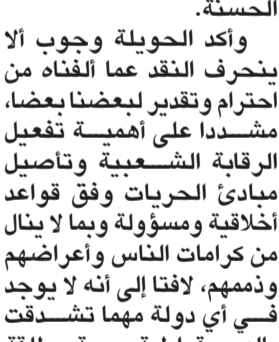 الحسنة.
وأكد الحويلة وجوب ألا
ينحرف النقد عما ألفناه من
احترام وتقدير لبعضنا بعضا،
مشددا على أهمية تفعيل
الرقابة الشعبية وتأصيل
مبادئ الحريات وفق قواعد
أخلاقية ومسؤولة وبما لا ينال
من كرامات الناس وأعراضهم
وذممهم، لافتا إلى أنه لا يوجد
في أي دولة مهما تشدقت